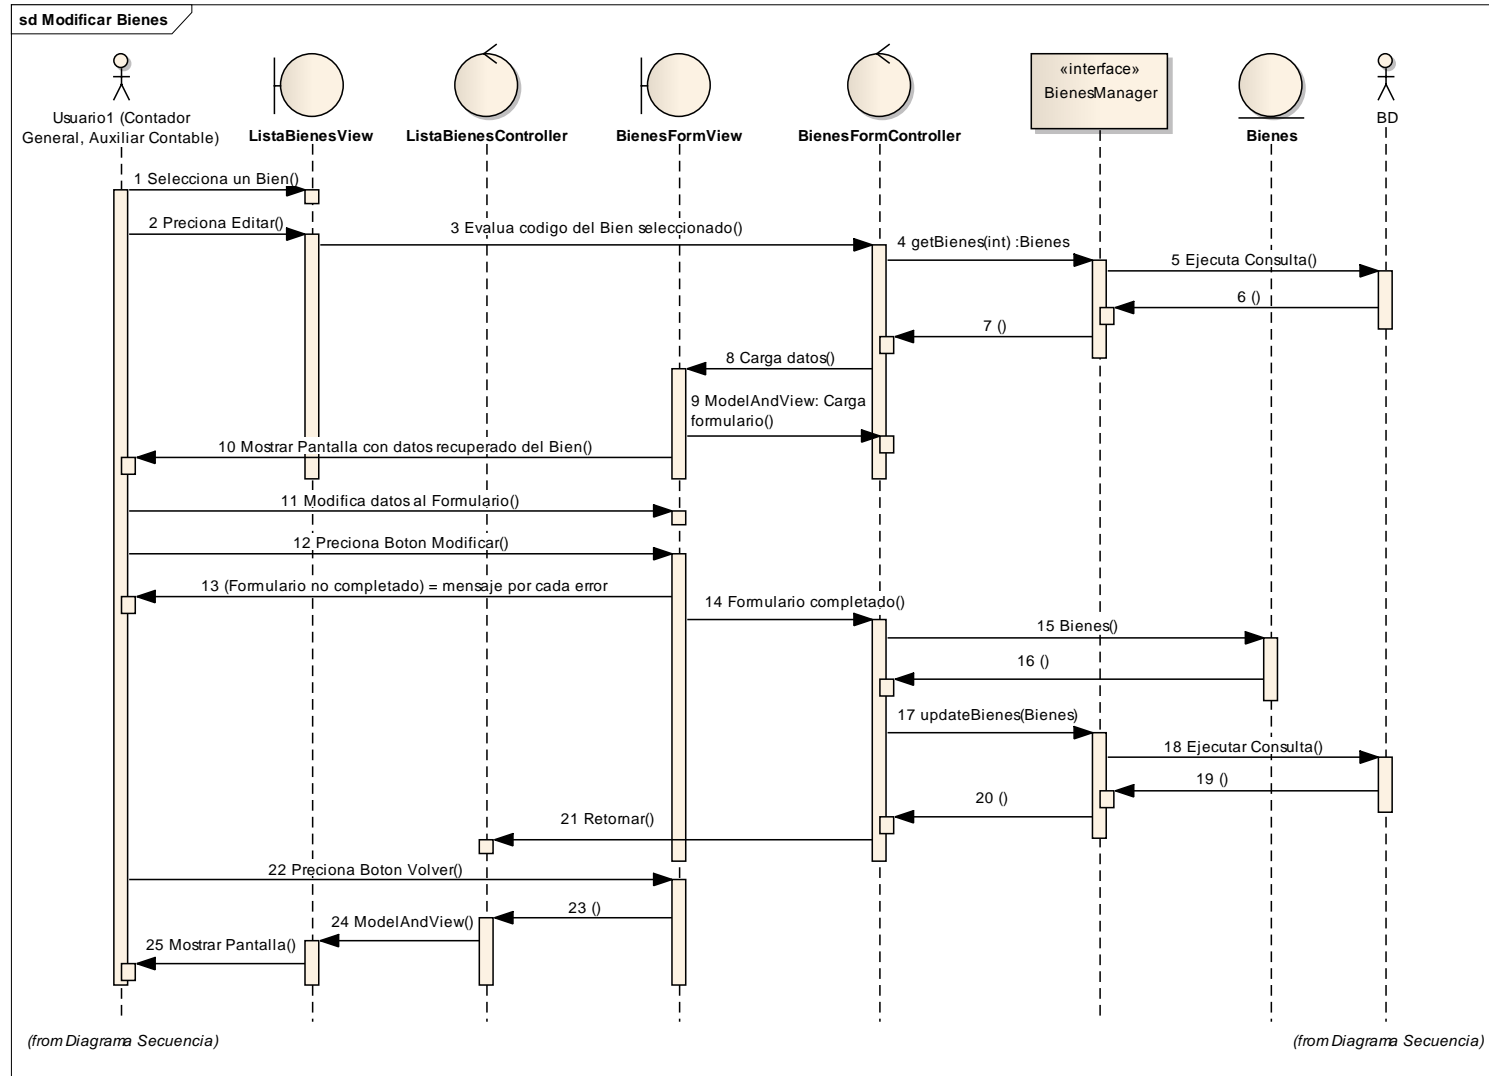 sd Modificar Bienes
Usuario1 (Contador
General, Auxiliar Contable)
ListaBienesView
ListaBienesController
BienesFormView
BienesFormController
«interface»
BienesManager
Bienes
BD
1 Selecciona un Bien()
2 Preciona Editar()
3 Evalua codigo del Bien seleccionado()
4 getBienes(int) :Bienes
5 Ejecuta Consulta()
6 ()
7 ()
8 Carga datos()
9 ModelAndView: Carga
formulario()
10 Mostrar Pantalla con datos recuperado del Bien()
11 Modifica datos al Formulario()
12 Preciona Boton Modificar()
13 (Formulario no completado) = mensaje por cada error
14 Formulario completado()
15 Bienes()
16 ()
17 updateBienes(Bienes)
18 Ejecutar Consulta()
19 ()
20 ()
21 Retornar()
22 Preciona Boton Volver()
23 ()
24 ModelAndView()
25 Mostrar Pantalla()
(from Diagrama Secuencia)
(from Diagrama Secuencia)